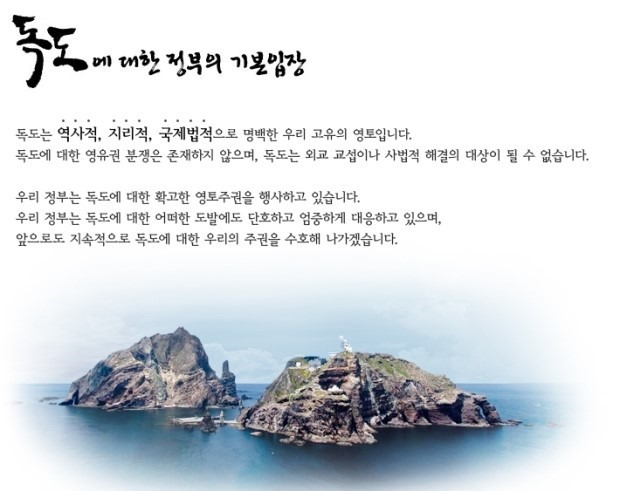 독도에 대한 정부의 기본입장
독도는 역사적, 지리적, 국제법적으로 명백한 우리 고유의 영토입니다.
독도에 대한 영유권 분쟁은 존재하지 않으며, 독도는 외교 교섭이나 사법적 해결의 대상이 될 수 없습니다.
우리 정부는 독도에 대한 확고한 영토주권을 행사하고 있습니다.
우리 정부는 독도에 대한 어떠한 도발에도 단호하고 엄중하게 대응하고 있으며,
앞으로도 지속적으로 독도에 대한 우리의 주권을 수호해 나가겠습니다.